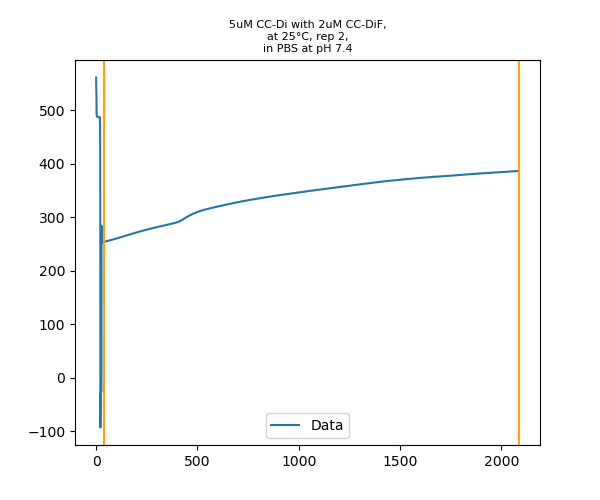 5uM CC-Di with 2uM CC-DiF,
at 25°C, rep 2,
in PBS at pH 7.4
500
400
300
200
100
0
−100
Data
0 500 1000 1500 2000